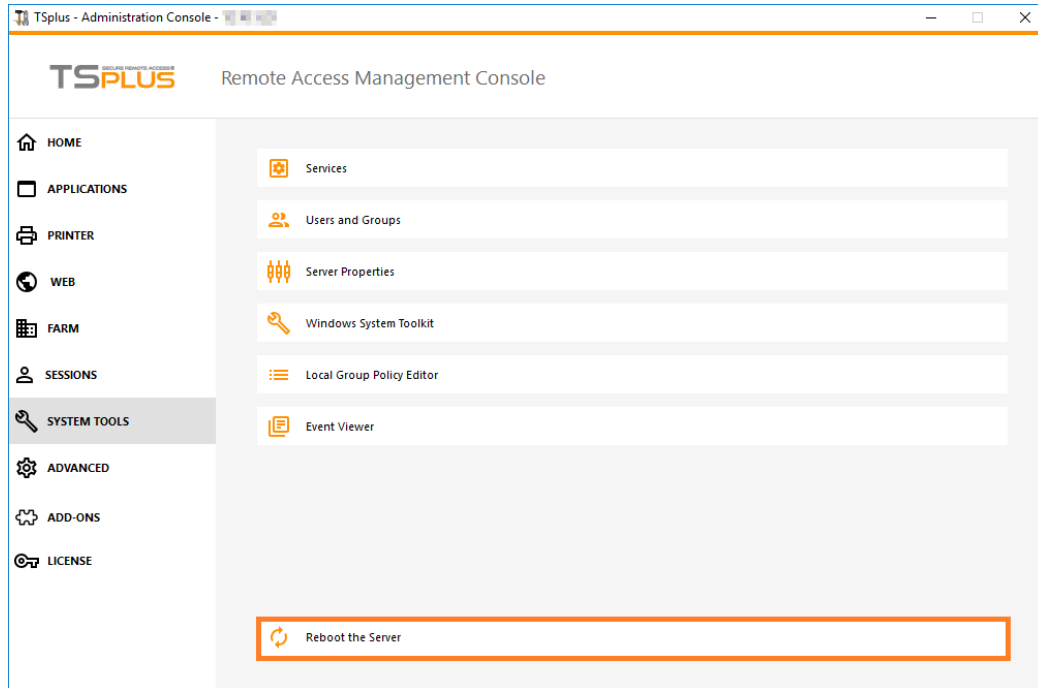 TSplus - Administration Console -
SECURE REMOTE ACCESS®
TSPLUS
Remote Access Management Console
HOME
APPLICATIONS
PRINTER
WEB
FARM
SESSIONS
SYSTEM TOOLS
ADVANCED
ADD-ONS
LICENSE
Services
Users and Groups
Server Properties
Windows System Toolkit
Local Group Policy Editor
Event Viewer
Reboot the Server